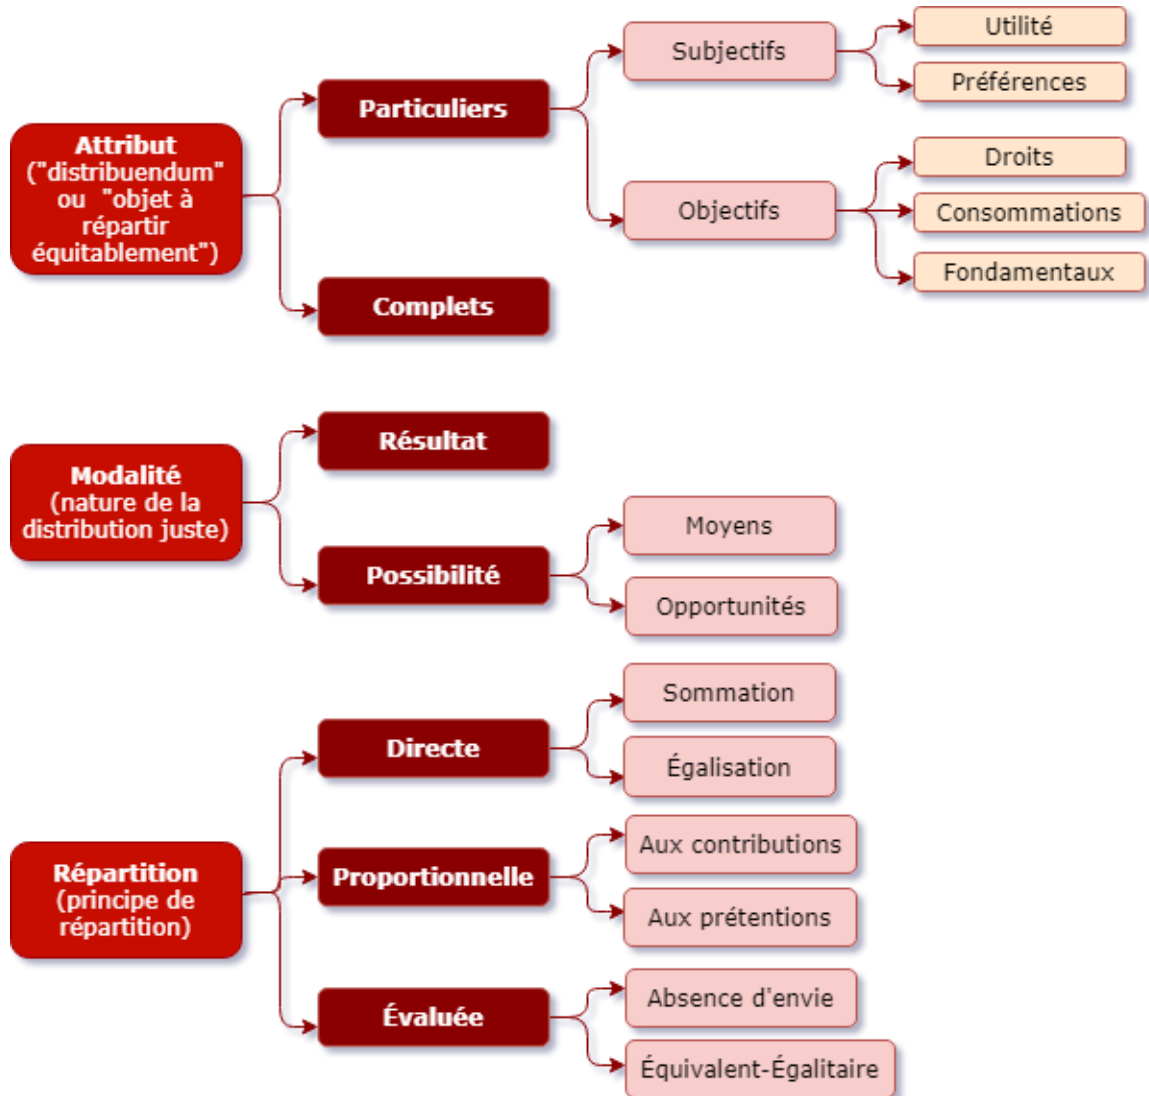 Attribut
("distribuendum"
ou "objet à
répartir
équitablement")
Particuliers
Complets
Subjectifs
Objectifs
Utilité
Préférences
Droits
Consommations
Fondamentaux
Modalité
(nature de la
distribution juste)
Résultat
Possibilité
Moyens
Opportunités
Répartition
(principe de
répartition)
Directe
Sommation
Égalisation
Proportionnelle
Aux contributions
Aux prétentions
Évaluée
Absence d'envie
Équivalent-Égalitaire